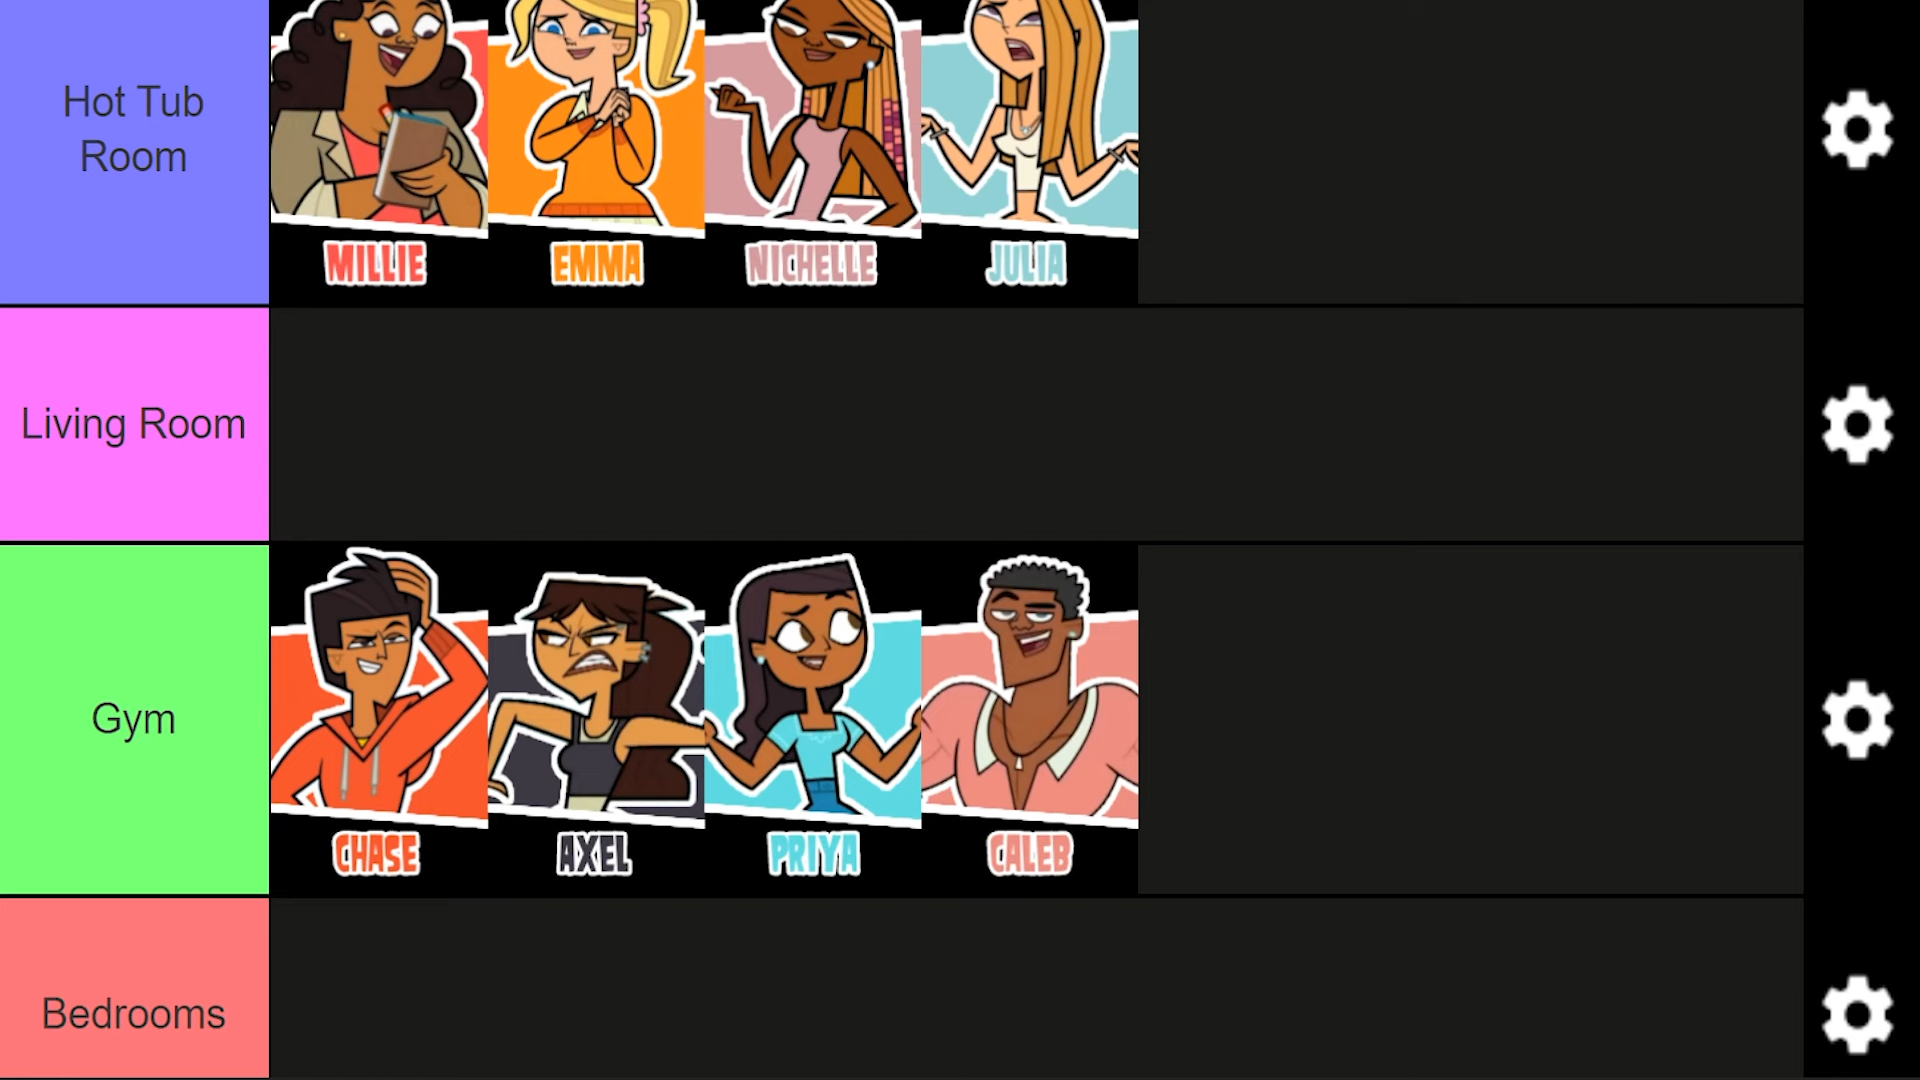 Hot Tub
Room
MILLIE
EMMA
NICHELLE
JULIA
Living Room
Gym
CHASE
AXEL
PRIYA
CALEB
Bedrooms